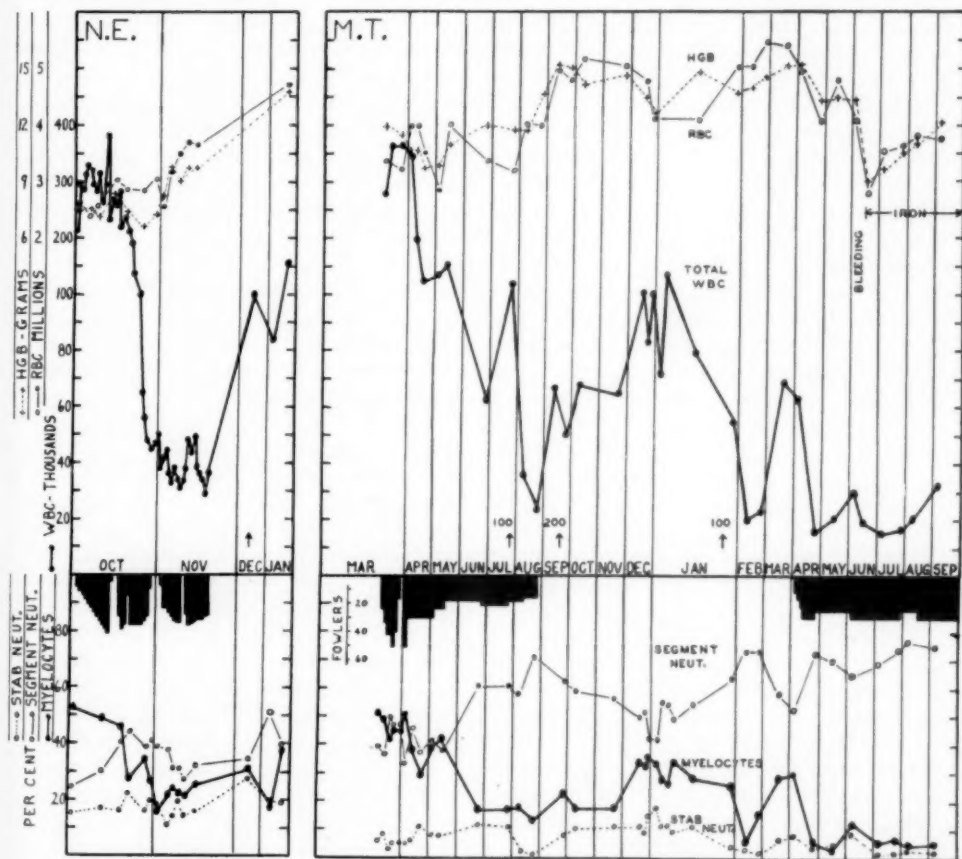 N.E.
M.T.
15 5
12 4 400
9 3 300
6 2 200
100
80
60
40
20
HGB-GRAMS
RBC MILLIONS
WBC-THOUSANDS
HGB
RBC
TOTAL WBC
BLEEDING
IRON
100
200
100
OCT NOV DEC JAN
MAR APR MAY JUN JUL AUG SEP OCT NOV DEC JAN FEB MAR APR MAY JUN JUL AUG SEP
FOWLERS
20
40
60
80
60
40
20
PER CENT
STAB NEUT.
SEGMENT NEUT.
MYELOCYTES
SEGMENT NEUT.
MYELOCYTES
STAB NEUT.